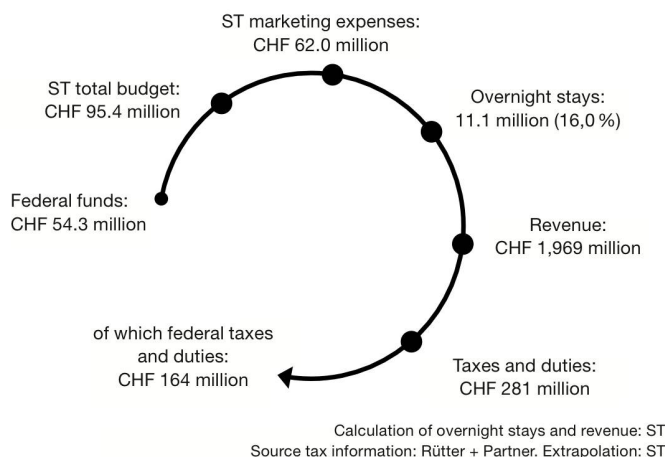 ST marketing expenses:
CHF 62.0 million
ST total budget:
CHF 95.4 million
Overnight stays:
11.1 million (16,0 %)
Federal funds:
CHF 54.3 million
Revenue:
CHF 1,969 million
of which federal taxes
and duties:
CHF 164 million
Taxes and duties:
CHF 281 million
Calculation of overnight stays and revenue: ST
Source tax information: Rütter + Partner. Extrapolation: ST